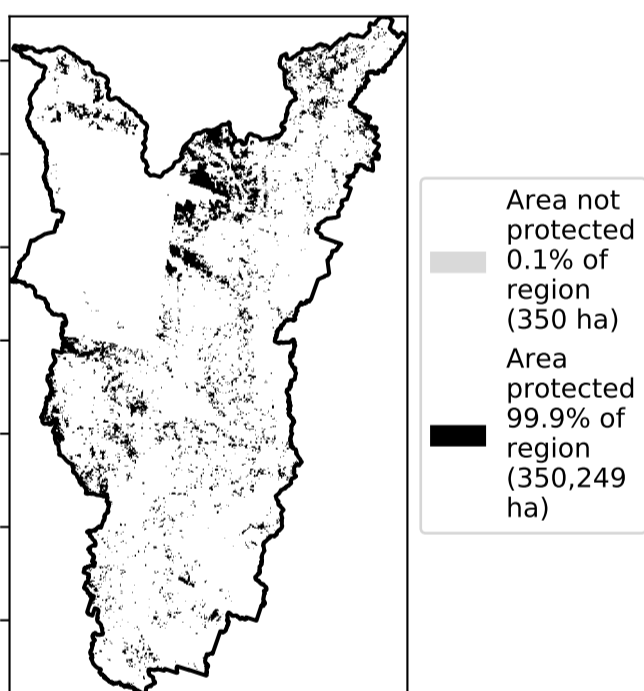 Area not
protected
0.1% of
region
(350 ha)
Area
protected
99.9% of
region
(350,249
ha)